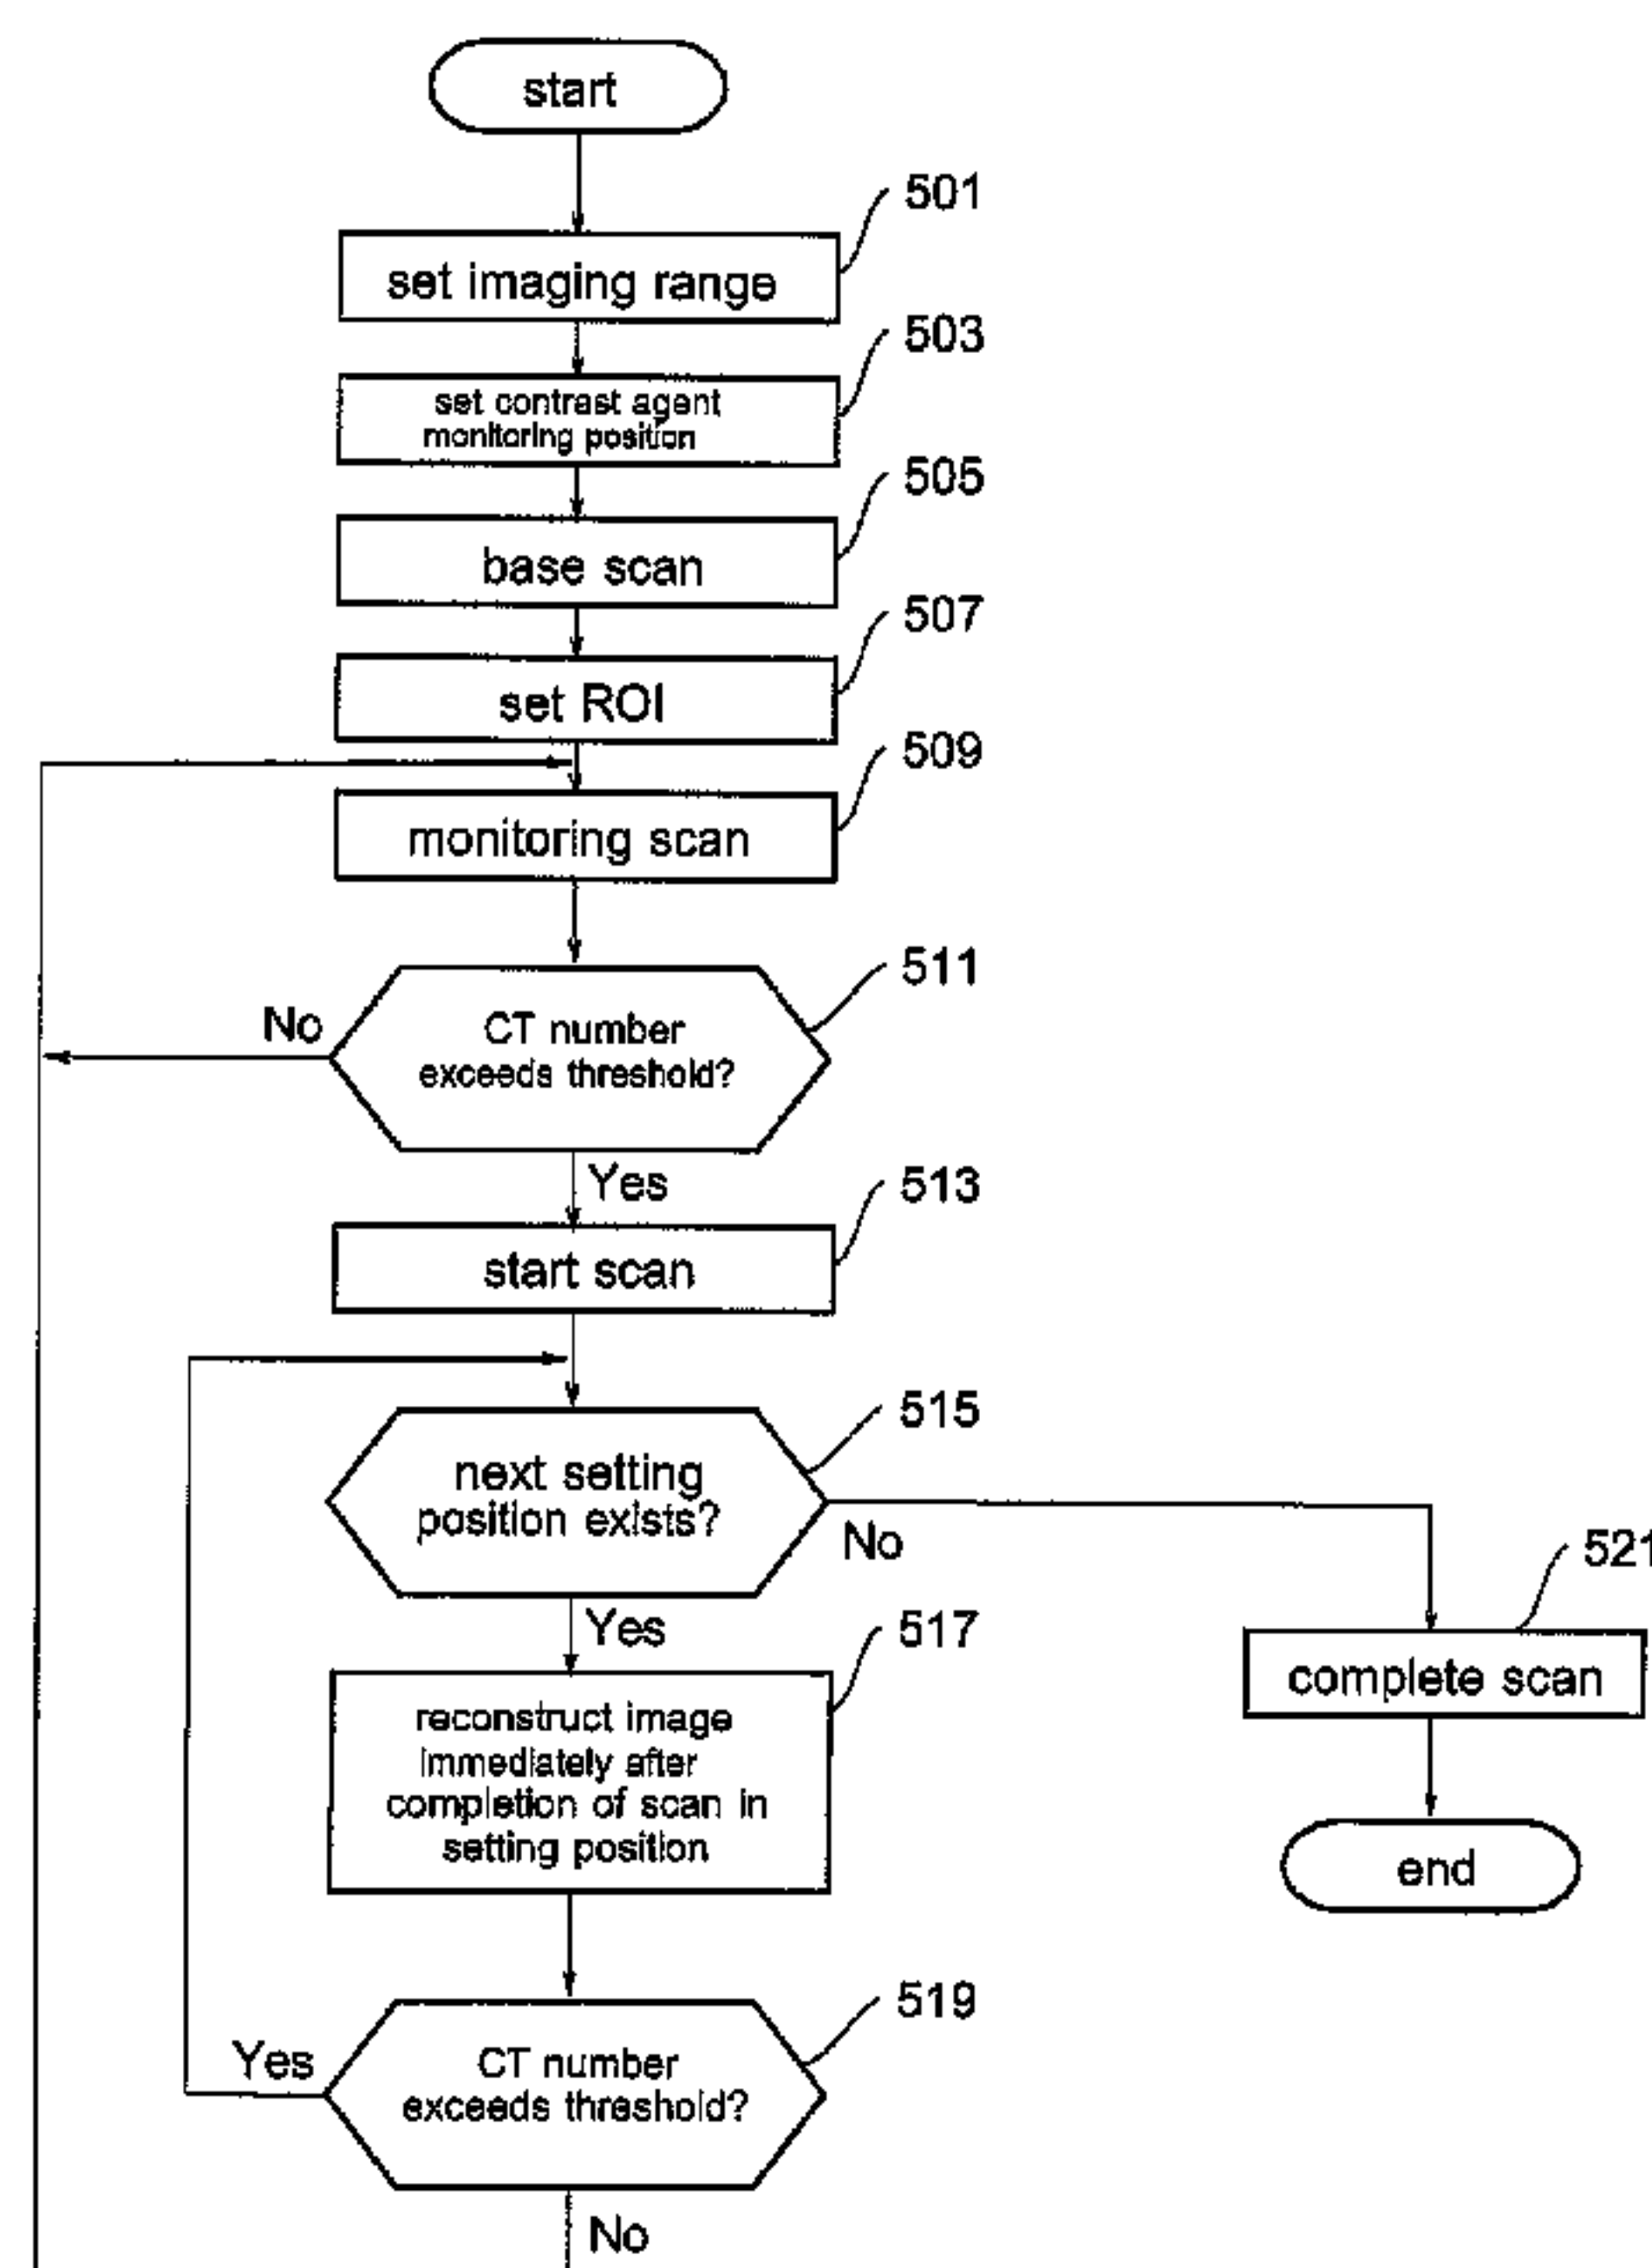 start
501
set imaging range
503
set contrast agent
monitoring position
505
base scan
507
set ROI
509
monitoring scan
511
No
CT number
exceeds threshold?
Yes
513
start scan
515
next setting
position exists?
No
521
Yes
517
complete scan
reconstruct image
immediately after
completion of scan in
setting position
end
519
Yes
CT number
exceeds threshold?
No